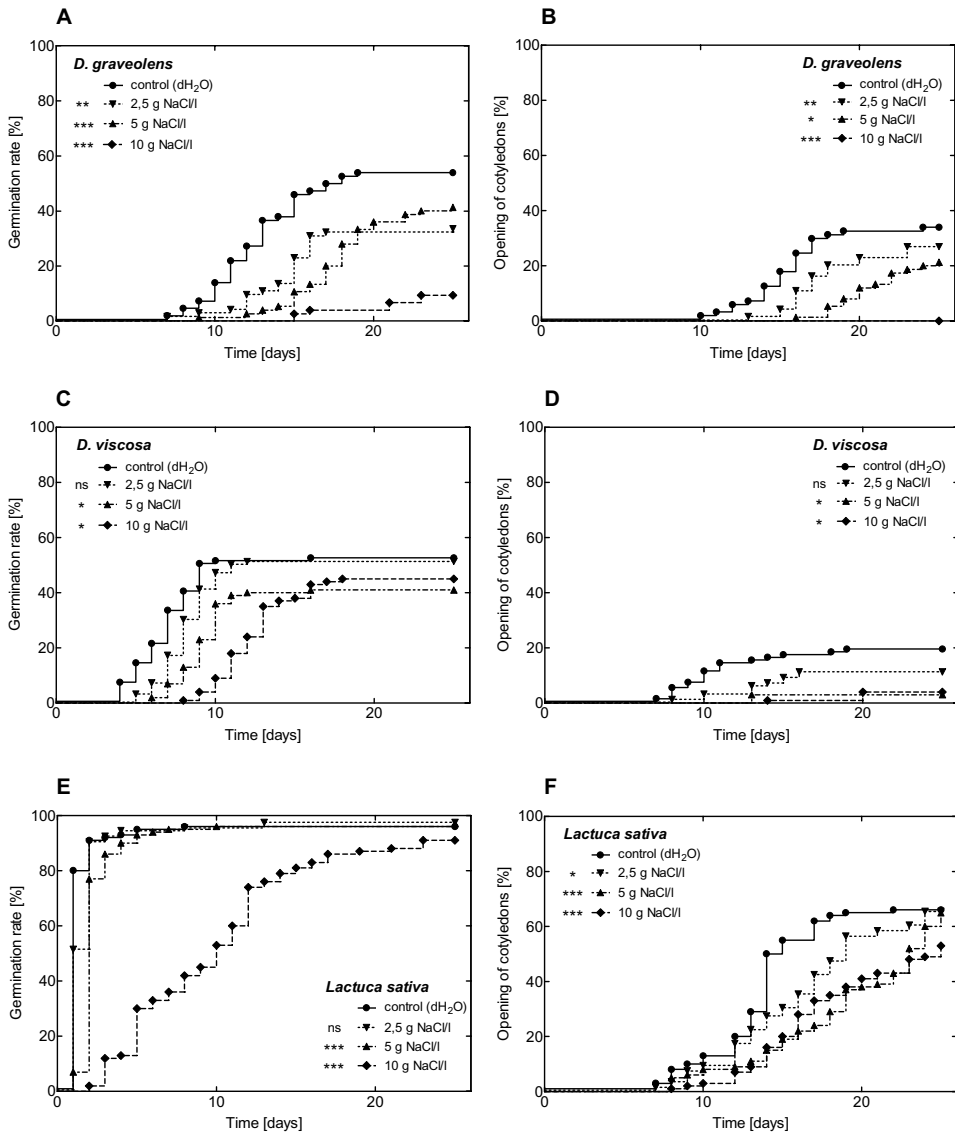 A
100
80
60
40
20
0
0
10
20
Germination rate [%]
Time [days]
D. graveolens
control (dH2O)
** 2,5 g NaCl/l
*** 5 g NaCl/l
*** 10 g NaCl/l
B
100
80
60
40
20
0
0
10
20
Opening of cotyledons [%]
Time [days]
D. graveolens
control (dH2O)
** 2,5 g NaCl/l
* 5 g NaCl/l
*** 10 g NaCl/l
C
100
80
60
40
20
0
0
10
20
Germination rate [%]
Time [days]
D. viscosa
control (dH2O)
ns 2,5 g NaCl/l
* 5 g NaCl/l
* 10 g NaCl/l
D
100
80
60
40
20
0
0
10
20
Opening of cotyledons [%]
Time [days]
D. viscosa
control (dH2O)
ns 2,5 g NaCl/l
* 5 g NaCl/l
* 10 g NaCl/l
E
100
80
60
40
20
0
0
10
20
Germination rate [%]
Time [days]
Lactuca sativa
control (dH2O)
ns 2,5 g NaCl/l
*** 5 g NaCl/l
*** 10 g NaCl/l
F
100
80
60
40
20
0
0
10
20
Opening of cotyledons [%]
Time [days]
Lactuca sativa
control (dH2O)
* 2,5 g NaCl/l
*** 5 g NaCl/l
*** 10 g NaCl/l